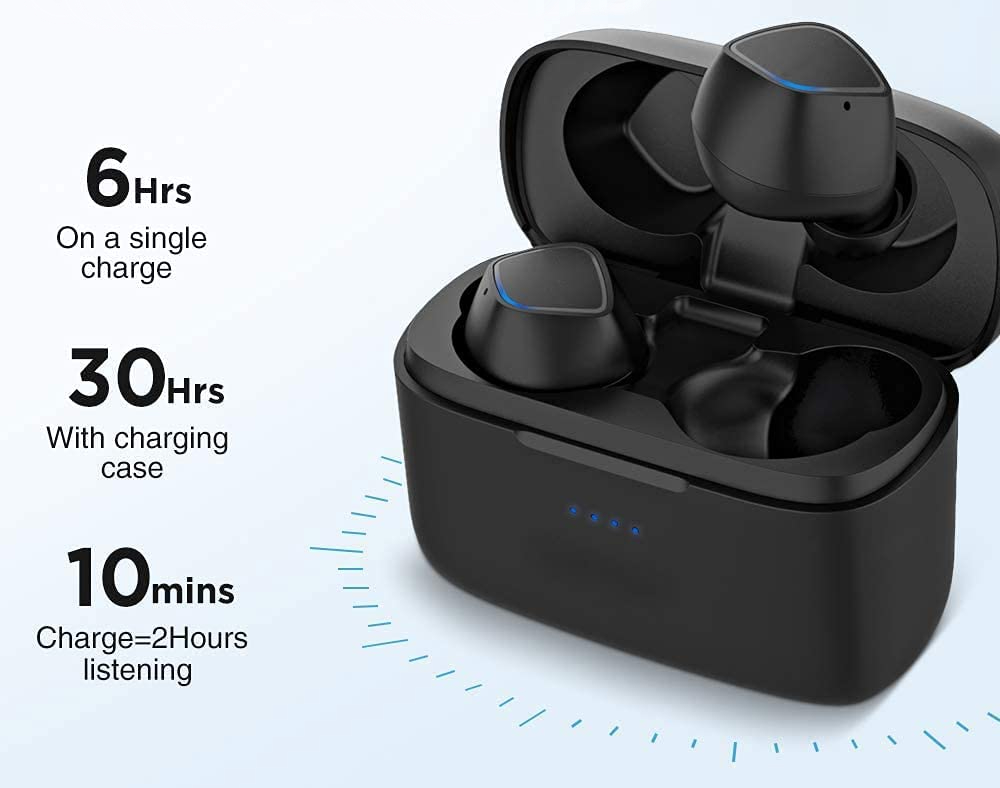 6Hrs
On a single
charge
30Hrs
With charging
case
10mins
Charge=2Hours
listening